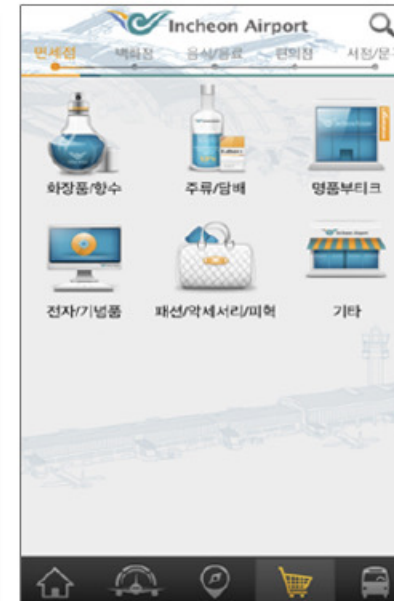 Incheon Airport
면세점 백화점 음식/음료 편의점 서점/문
화장품/향수 주류/담배 명품부티크
Incheon Airport
전자/기념품 패션/악세서리/피혁 기타